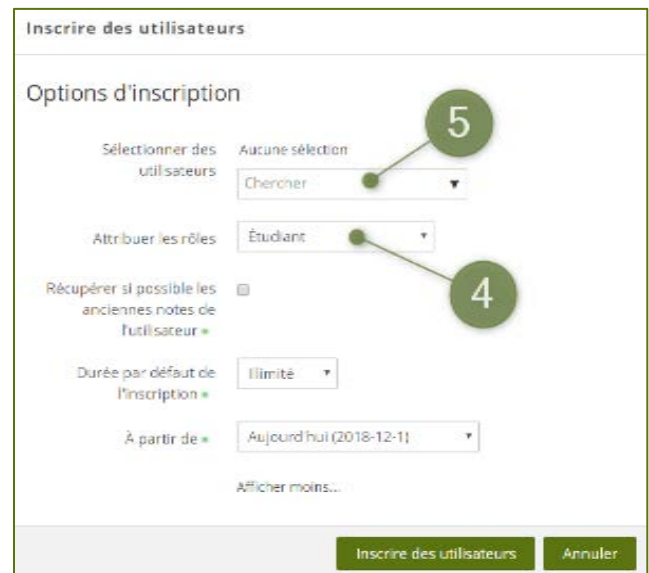 Inscrire des utilisateurs
Options d'inscription
5
Sélectionner des utilisateurs
Aucune sélection
Chercher
Attribuer les rôles
Étudiant
4
Récupérer si possible les anciennes notes de l'utilisateur
Durée par défaut de l'inscription
Illimité
À partir de
Aujourd'hui (2018-12-1)
Afficher moins...
Inscrire des utilisateurs
Annuler